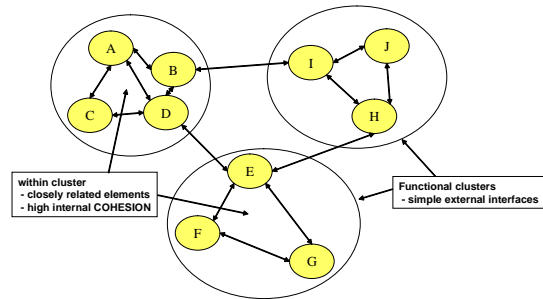 A
B
C
D
I
J
H
E
F
G
within cluster
- closely related elements
- high internal COHESION
Functional clusters
- simple external interfaces